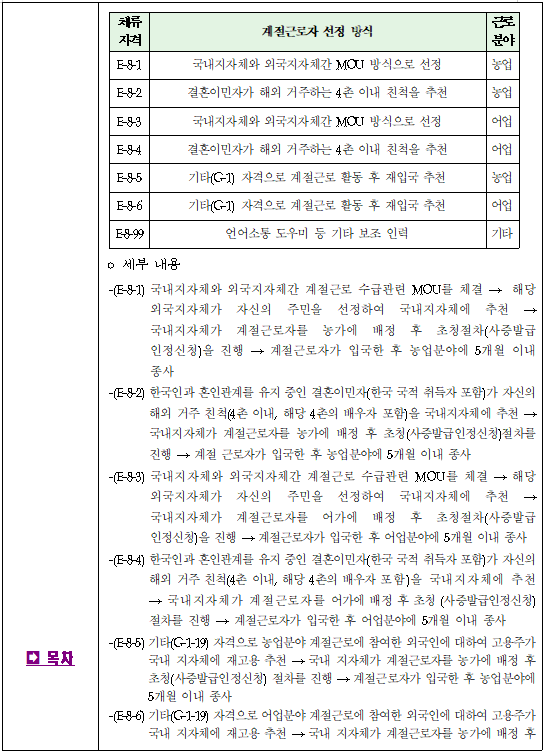 체류 자격
계절근로자 선정 방식
근로 분야
E-8-1 국내지자체와 외국지자체간 MOU 방식으로 선정 농업
E-8-2 결혼이민자가 해외 거주하는 4촌 이내 친척을 추천 농업
E-8-3 국내지자체와 외국지자체간 MOU 방식으로 선정 어업
E-8-4 결혼이민자가 해외 거주하는 4촌 이내 친척을 추천 어업
E-8-5 기타(G-1) 자격으로 계절근로 활동 후 재입국 추천 농업
E-8-6 기타(G-1) 자격으로 계절근로 활동 후 재입국 추천 어업
E-8-99 언어소통 도우미 등 기타 보조 인력 기타
ㅇ 세부 내용
-(E-8-1) 국내지자체와 외국지자체간 계절근로 수급관련 MOU를 체결 → 해당
외국지자체가 자신의 주민을 선정하여 국내지자체에 추천 →
국내지자체가 계절근로자를 농가에 배정 후 초청절차(사증발급
인정신청)을 진행 → 계절근로자가 입국한 후 농업분야에 5개월 이내
종사
-(E-8-2) 한국인과 혼인관계를 유지 중인 결혼이민자(한국 국적 취득자 포함)가 자신의
해외 거주 친척(4촌 이내, 해당 4촌의 배우자 포함)을 국내지자체에 추천 →
국내지자체가 계절근로자를 농가에 배정 후 초청(사증발급인정신청)절차를
진행 → 계절 근로자가 입국한 후 농업분야에 5개월 이내 종사
-(E-8-3) 국내지자체와 외국지자체간 계절근로 수급관련 MOU를 체결 → 해당
외국지자체가 자신의 주민을 선정하여 국내지자체에 추천 →
국내지자체가 계절근로자를 어가에 배정 후 초청절차(사증발급
인정신청)을 진행 → 계절근로자가 입국한 후 어업분야에 5개월 이내 종사
-(E-8-4) 한국인과 혼인관계를 유지 중인 결혼이민자(한국 국적 취득자 포함)가 자신의
해외 거주 친척(4촌 이내, 해당 4촌의 배우자 포함)을 국내지자체에 추천
→ 국내지자체가 계절근로자를 어가에 배정 후 초청 (사증발급인정신청)
절차를 진행 → 계절근로자가 입국한 후 어업분야에 5개월 이내 종사
➡ 목차
-(E-8-5) 기타(G-1-19) 자격으로 농업분야 계절근로에 참여한 외국인에 대하여 고용주가
국내 지자체에 재고용 추천 → 국내 지자체가 계절근로자를 농가에 배정 후
초청(사증발급인정신청) 절차를 진행 → 계절근로자가 입국한 후 농업분야에
5개월 이내 종사
-(E-8-6) 기타(G-1-19) 자격으로 어업분야 계절근로에 참여한 외국인에 대하여 고용주가
국내 지자체에 재고용 추천 → 국내 지자체가 계절근로자를 농가에 배정 후